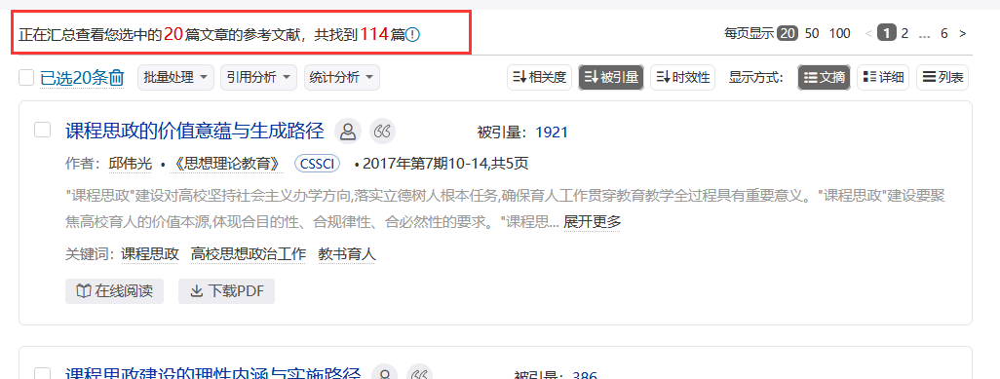 正在汇总查看您选中的20篇文章的参考文献，共找到114篇
每页显示 20 50 100 < 1 2 ... 6 >
已选20条 批量处理 引用分析 统计分析 相关度 被引量 时效性 显示方式： 文摘 详细 列表
课程思政的价值意蕴与生成路径 被引量：1921
作者：邱伟光 •《思想理论教育》 CSSCI •2017年第7期10-14,共5页
"课程思政"建设对高校坚持社会主义办学方向,落实立德树人根本任务,确保育人工作贯穿教育教学全过程具有重要意义。"课程思政"建设要聚
焦高校育人的价值本源,体现合目的性、合规律性、合必然性的要求。"课程思... 展开更多
关键词：课程思政 高校思想政治工作 教书育人
在线阅读 下载PDF
课程思政建设的理性内涵与实施路径 被引量：386